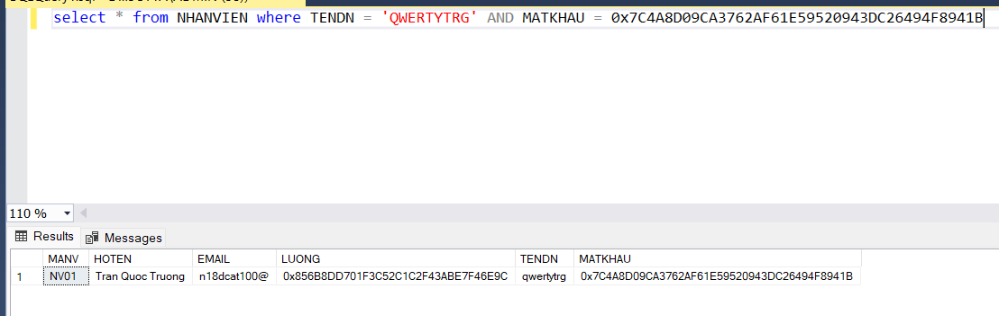 select * from NHANVIEN where TENDN = 'QWERTYTRG' AND MATKHAU = 0x7C4A8D09CA3762AF61E59520943DC26494F8941B
110 %
Results Messages
MANV HOTEN EMAIL LUONG TENDN MATKHAU
1 NV01 Tran Quoc Truong n18dcat100@ 0x856B8DD701F3C52C1C2F43ABE7F46E9C qwertytrg 0x7C4A8D09CA3762AF61E59520943DC26494F8941B